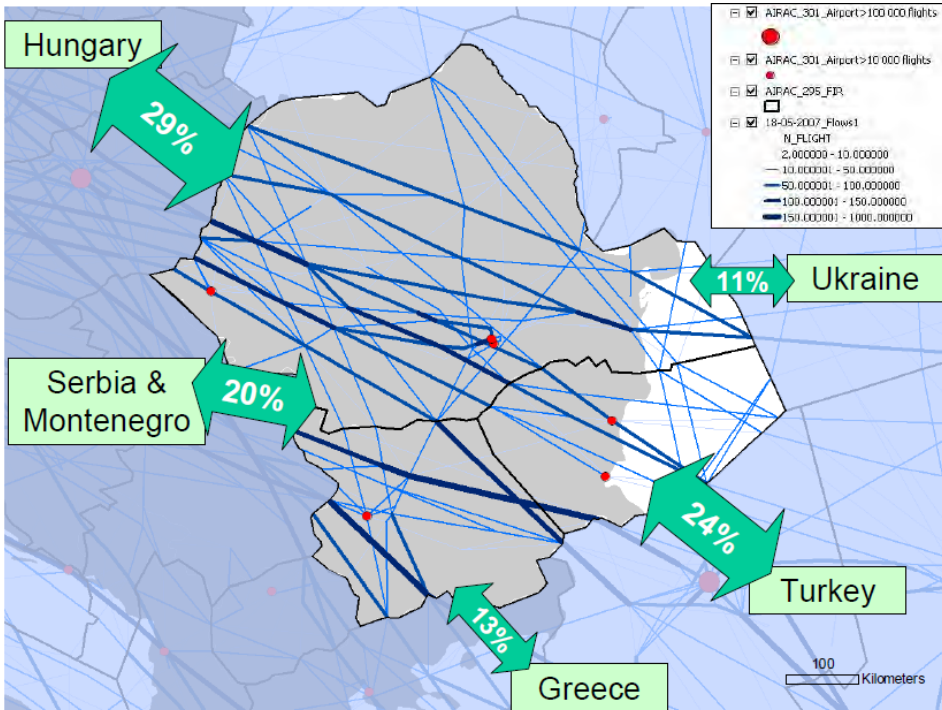 Hungary
29%
AIRAC_301_Airport>100 000 flights
AIRAC_301_Airport>10 000 flights
AIRAC_295_FIR
18-05-2007_Flows1
N_FLIGHT
2.000000 - 10.000000
10.000001 - 50.000000
50.000001 - 100.000000
100.000001 - 150.000000
150.000001 - 1000.000000
11%
Ukraine
Serbia &
Montenegro
20%
24%
Turkey
13%
Greece
100
Kilometers